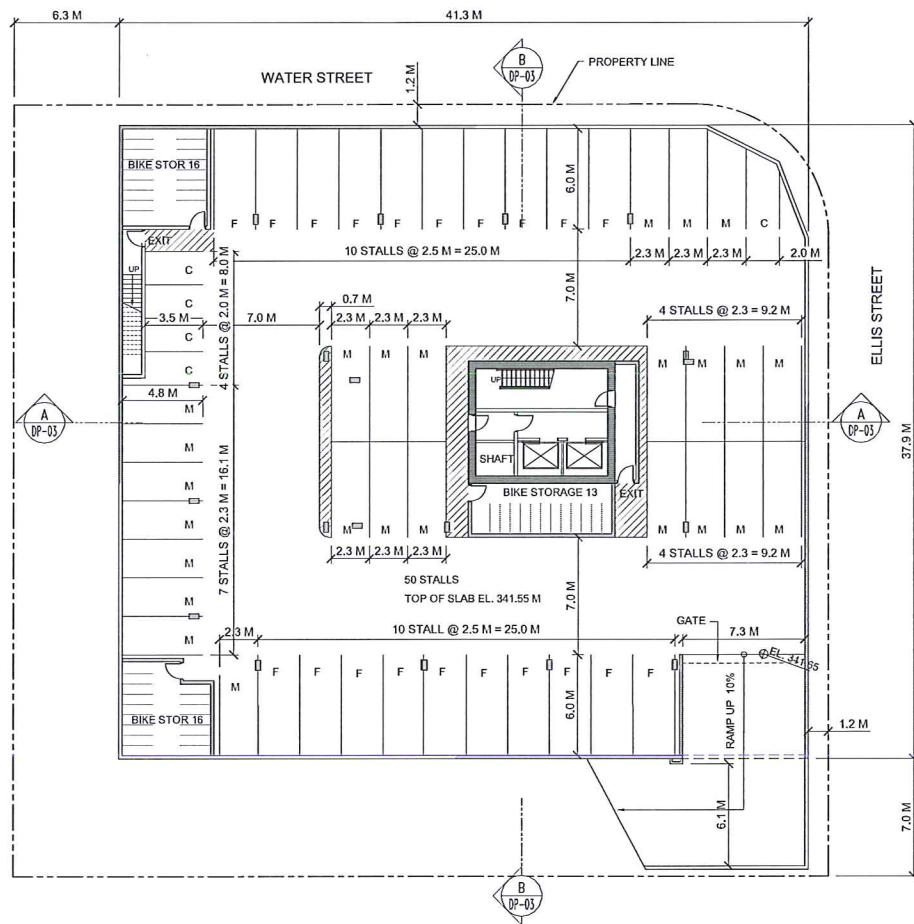 6.3 M
41.3 M
WATER STREET
B
DP-03
PROPERTY LINE
1.2 M
BIKE STOR 16
6.0 M
F F F F F F F F F F M M M C
EXIT
10 STALLS @ 2.5 M = 25.0 M
2.3 M 2.3 M 2.3 M 2.0 M
UP
C
C
C
C
4 STALLS @ 2.0 M = 8.0 M
3.5 M
7.0 M
0.7 M
2.3 M 2.3 M 2.3 M
7.0 M
4 STALLS @ 2.3 = 9.2 M
ELLIS STREET
M M M
M M M M
UP
4.8 M
A
DP-03
A
DP-03
37.9 M
M
M
M
M
M
M
M
7 STALLS @ 2.3 M = 16.1 M
SHAFT
BIKE STORAGE 13
EXIT
M M M
M M M M
2.3 M 2.3 M 2.3 M
4 STALLS @ 2.3 = 9.2 M
50 STALLS
TOP OF SLAB EL. 341.55 M
7.0 M
GATE
2.3 M
10 STALL @ 2.5 M = 25.0 M
7.3 M
EL. 341.65
M F F F F F F F F F F
BIKE STOR 16
6.0 M
RAMP UP 10%
1.2 M
6.1 M
7.0 M
B
DP-03